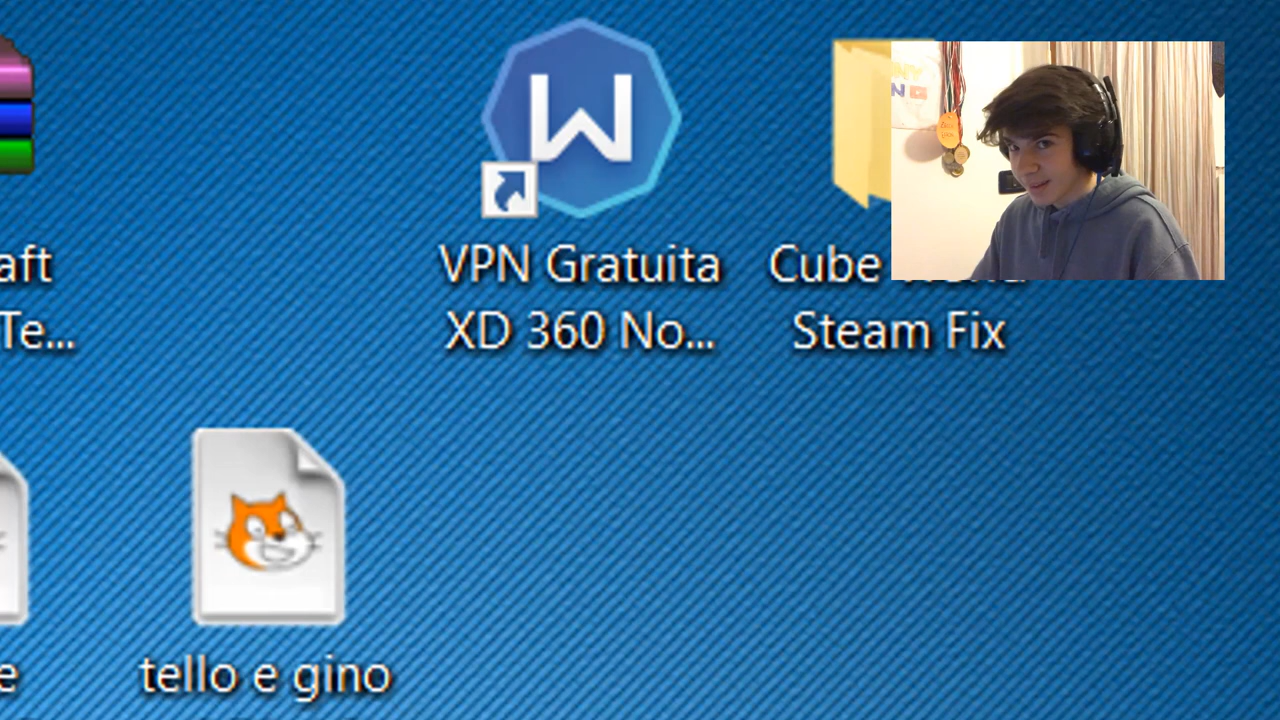 aft
Te...
W
VPN Gratuita
XD 360 No...
Cube
Steam Fix
e
tello e gino